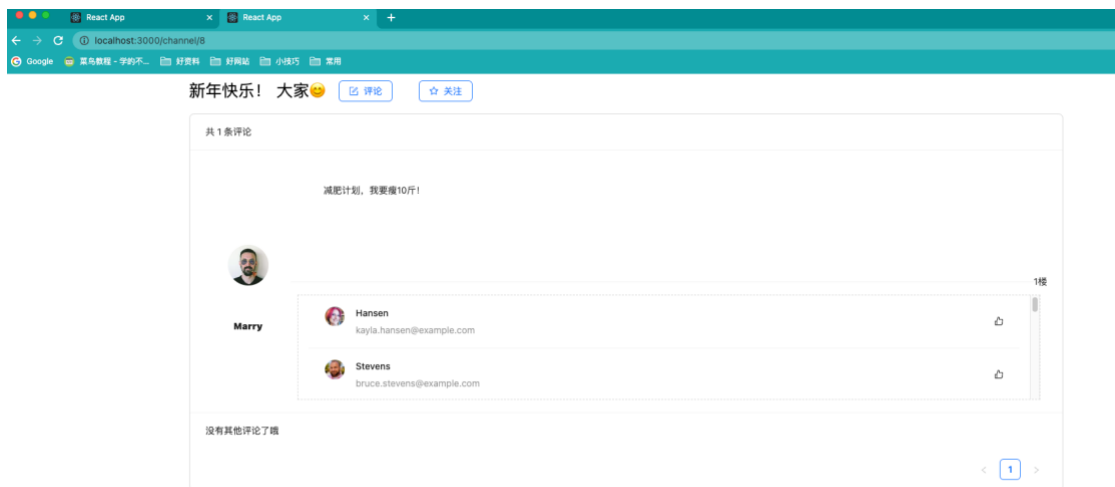 React App
React App
localhost:3000/channel/8
Google 菜鸟教程 - 学的不... 好资料 好网站 小技巧 常用
新年快乐！ 大家😊 评论 关注
共 1 条评论
减肥计划，我要瘦10斤！
1楼
Marry
Hansen
kayla.hansen@example.com
Stevens
bruce.stevens@example.com
没有其他评论了哦
1